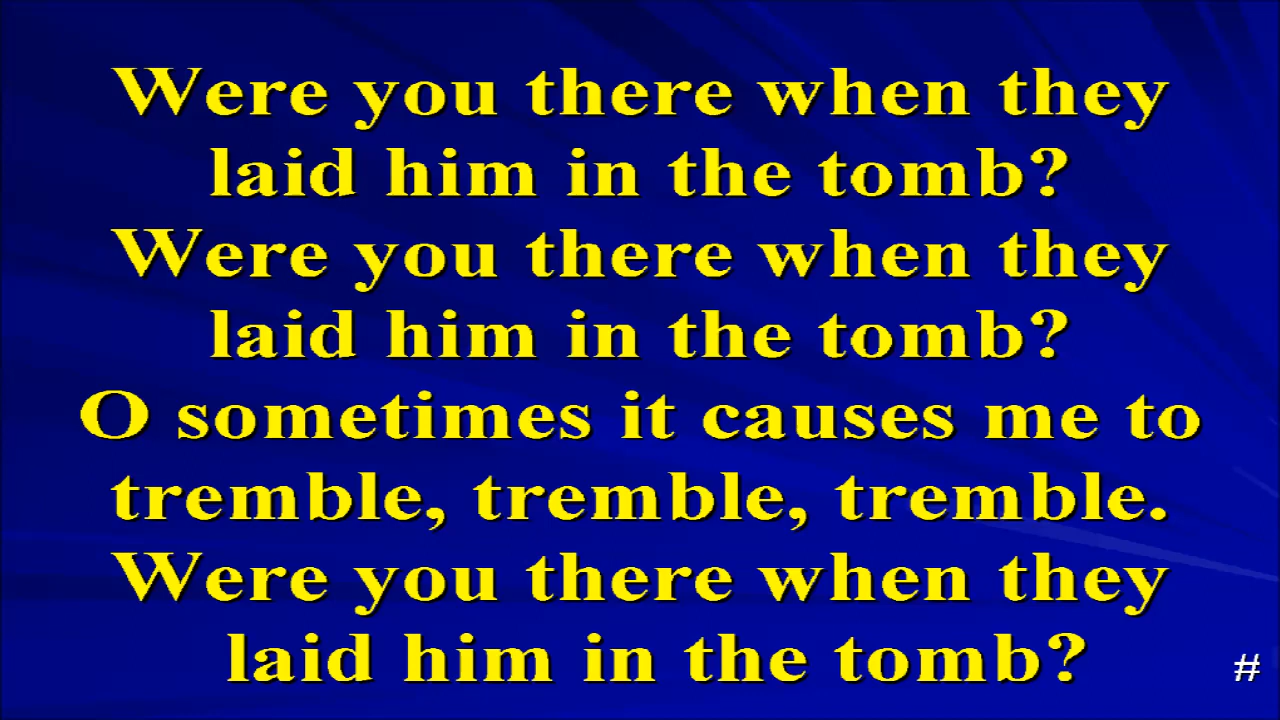 Were you there when they
laid him in the tomb?
Were you there when they
laid him in the tomb?
O sometimes it causes me to
tremble, tremble, tremble.
Were you there when they
laid him in the tomb?
#